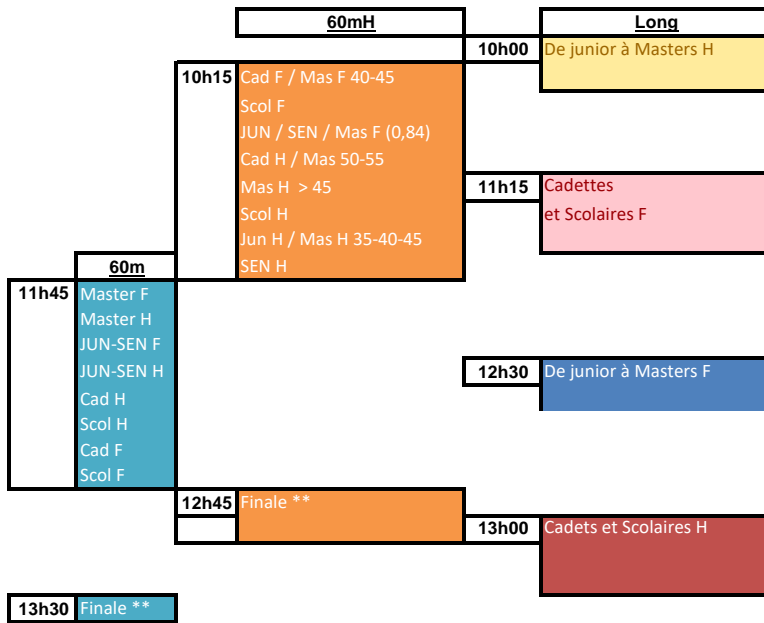 60mH
Long
10h00 De junior à Masters H
10h15 Cad F / Mas F 40-45
Scol F
JUN / SEN / Mas F (0,84)
Cad H / Mas 50-55
Mas H > 45
Scol H
Jun H / Mas H 35-40-45
SEN H
11h15 Cadettes
et Scolaires F
60m
11h45 Master F
Master H
JUN-SEN F
JUN-SEN H
Cad H
Scol H
Cad F
Scol F
12h30 De junior à Masters F
12h45 Finale **
13h00 Cadets et Scolaires H
13h30 Finale **